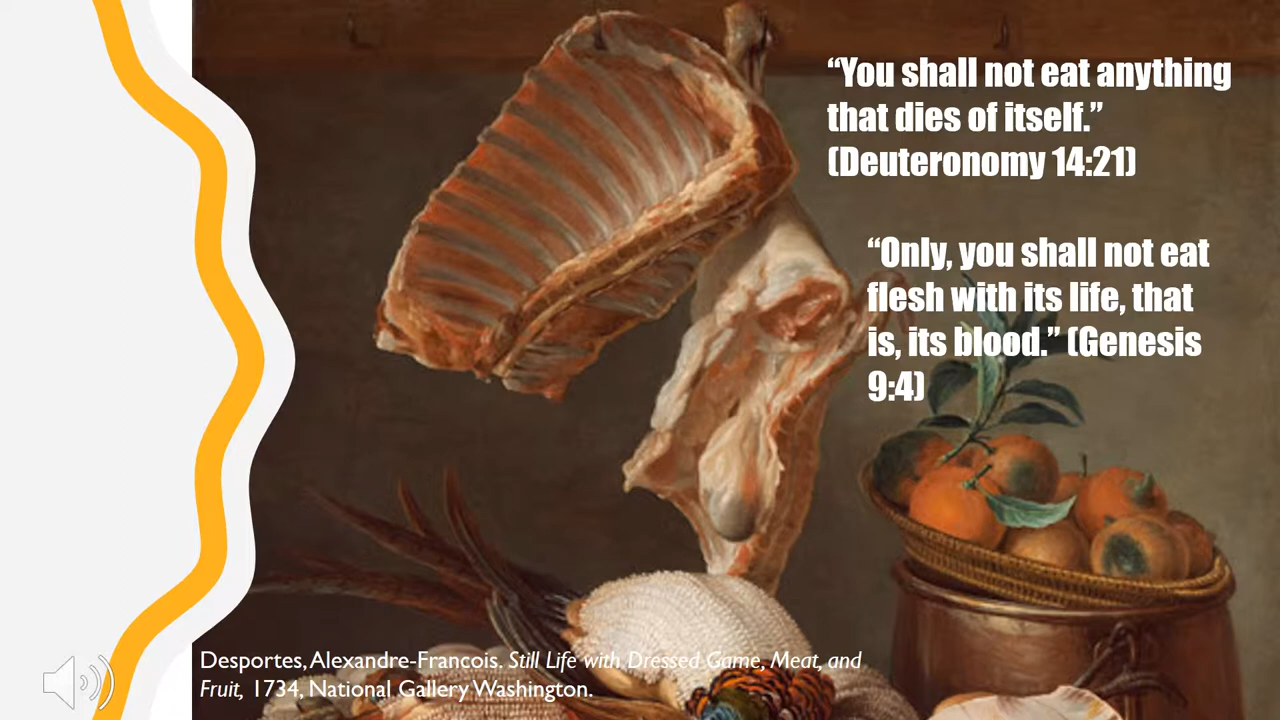 “You shall not eat anything
that dies of itself.”
(Deuteronomy 14:21)
“Only, you shall not eat
flesh with its life, that
is, its blood.” (Genesis
9:4)
Desportes, Alexandre-Francois. Still Life with Dressed Game, Meat, and
Fruit, 1734, National Gallery Washington.